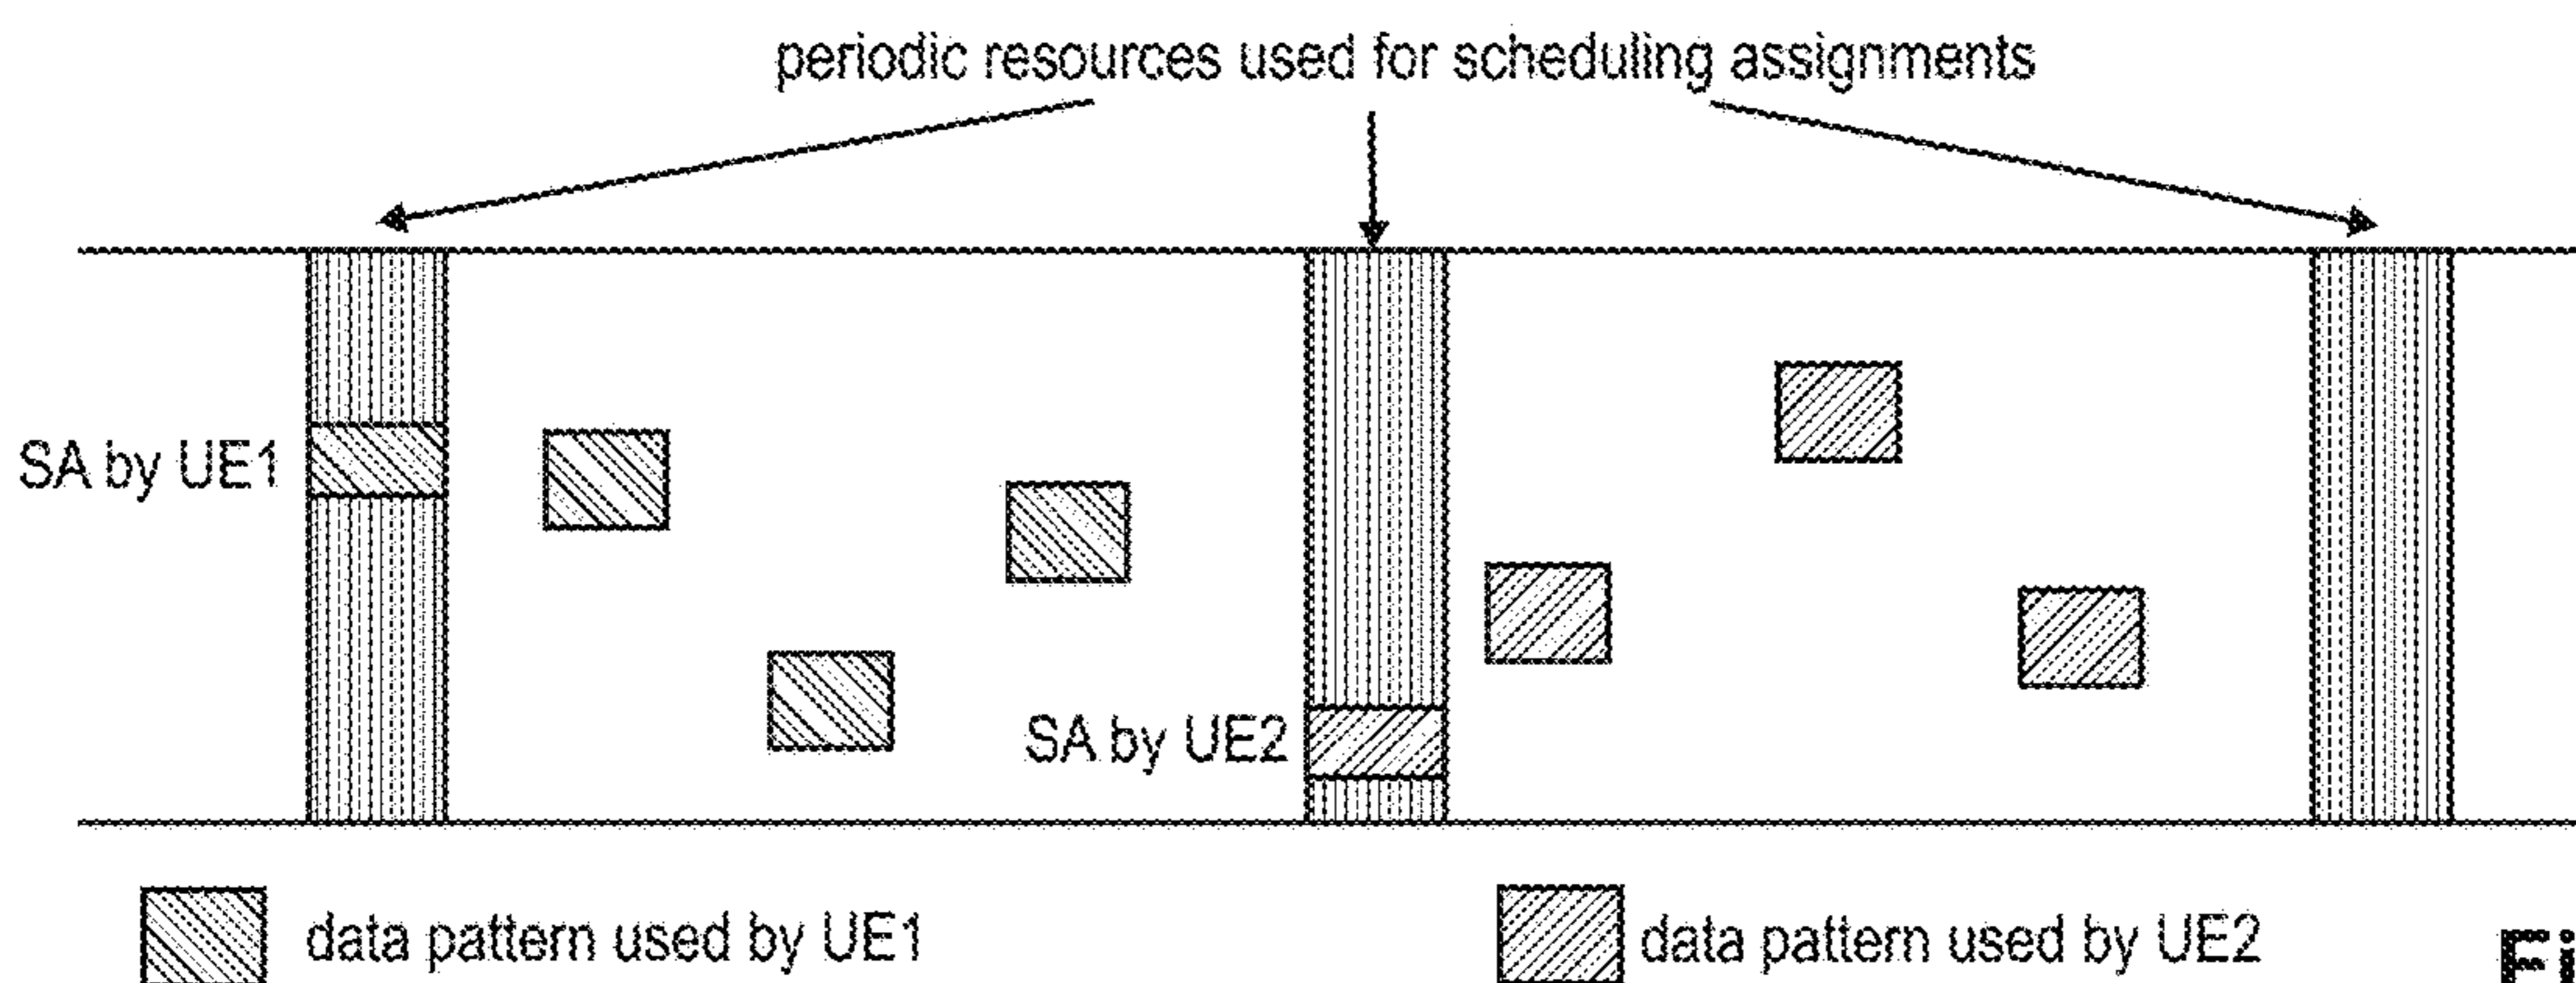 periodic resources used for scheduling assignments
SA by UE1
SA by UE2
data pattern used by UE1
data pattern used by UE2